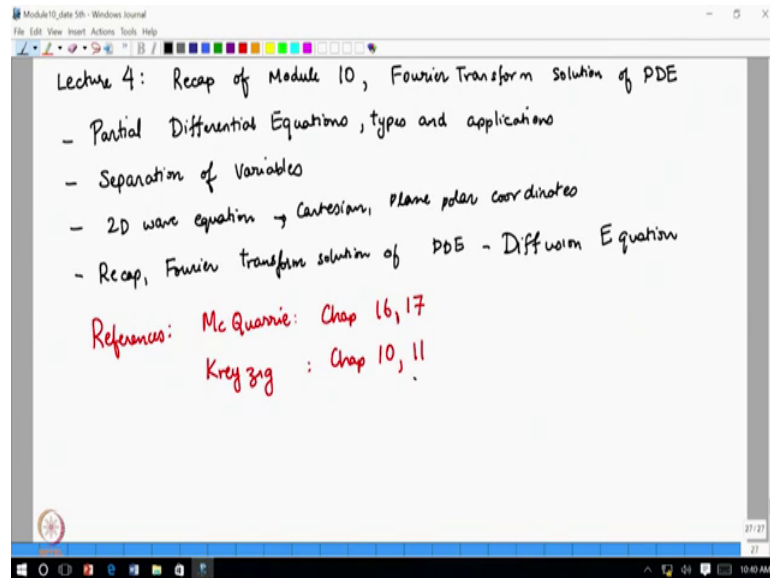 Module10_date 5th - Windows Journal
File Edit View Insert Actions Tools Help
Lecture 4: Recap of Module 10, Fourier Transform Solution of PDE
- Partial Differential Equations, types and applications
- Separation of Variables
- 2D wave equation → Cartesian, Plane polar coordinates
- Recap, Fourier transform solution of PDE - Diffusion Equation
References: McQuarrie: Chap 16, 17
Kreyzig : Chap 10, 11
27/27
27
10:40 AM